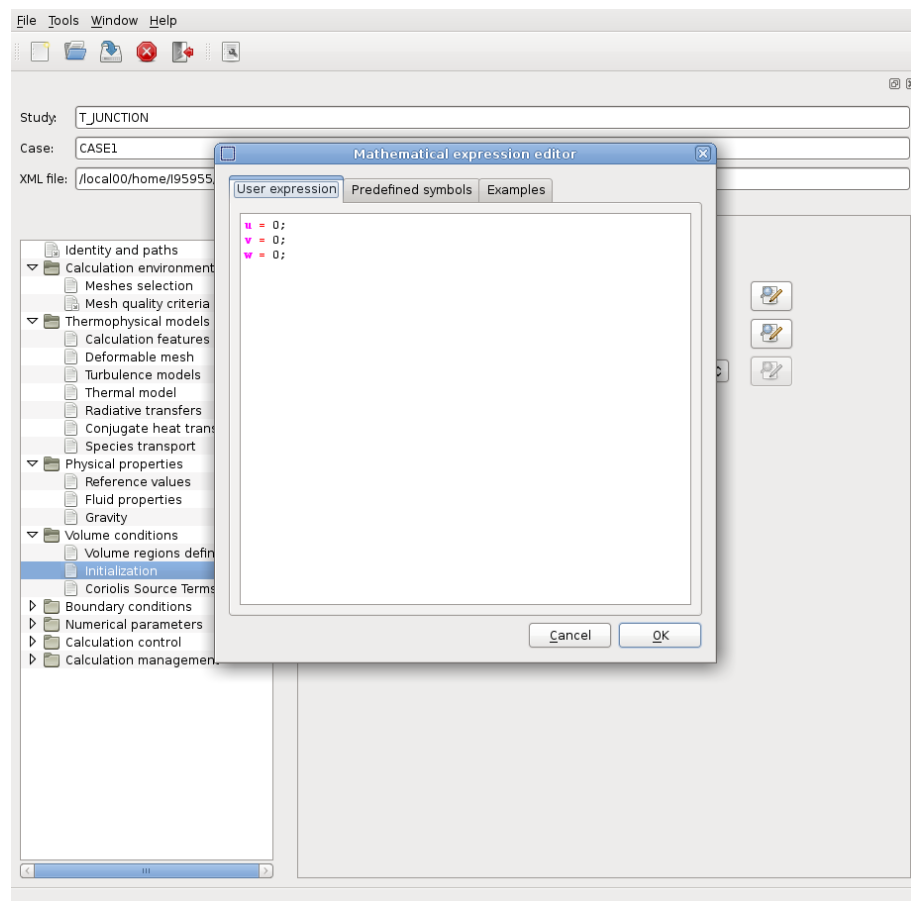 File Tools Window Help
Study: T_JUNCTION
Case: CASE1
XML file: /local00/home/I95955/
Mathematical expression editor
User expression Predefined symbols Examples
u = 0;
v = 0;
w = 0;
Identity and paths
Calculation environment
Meshes selection
Mesh quality criteria
Thermophysical models
Calculation features
Deformable mesh
Turbulence models
Thermal model
Radiative transfers
Conjugate heat trans
Species transport
Physical properties
Reference values
Fluid properties
Gravity
Volume conditions
Volume regions defin
Initialization
Coriolis Source Terms
Boundary conditions
Numerical parameters
Calculation control
Calculation management
Cancel OK